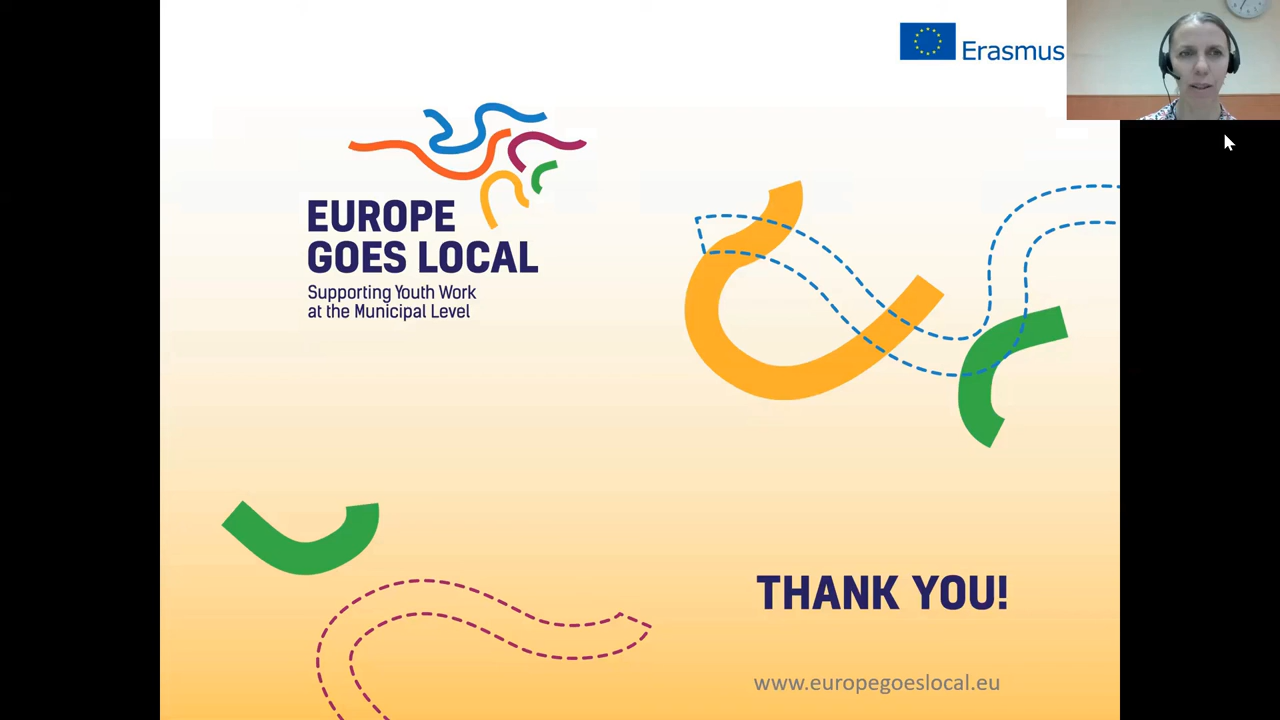 Erasmus
EUROPE
GOES LOCAL
Supporting Youth Work
at the Municipal Level
THANK YOU!
www.europegoeslocal.eu